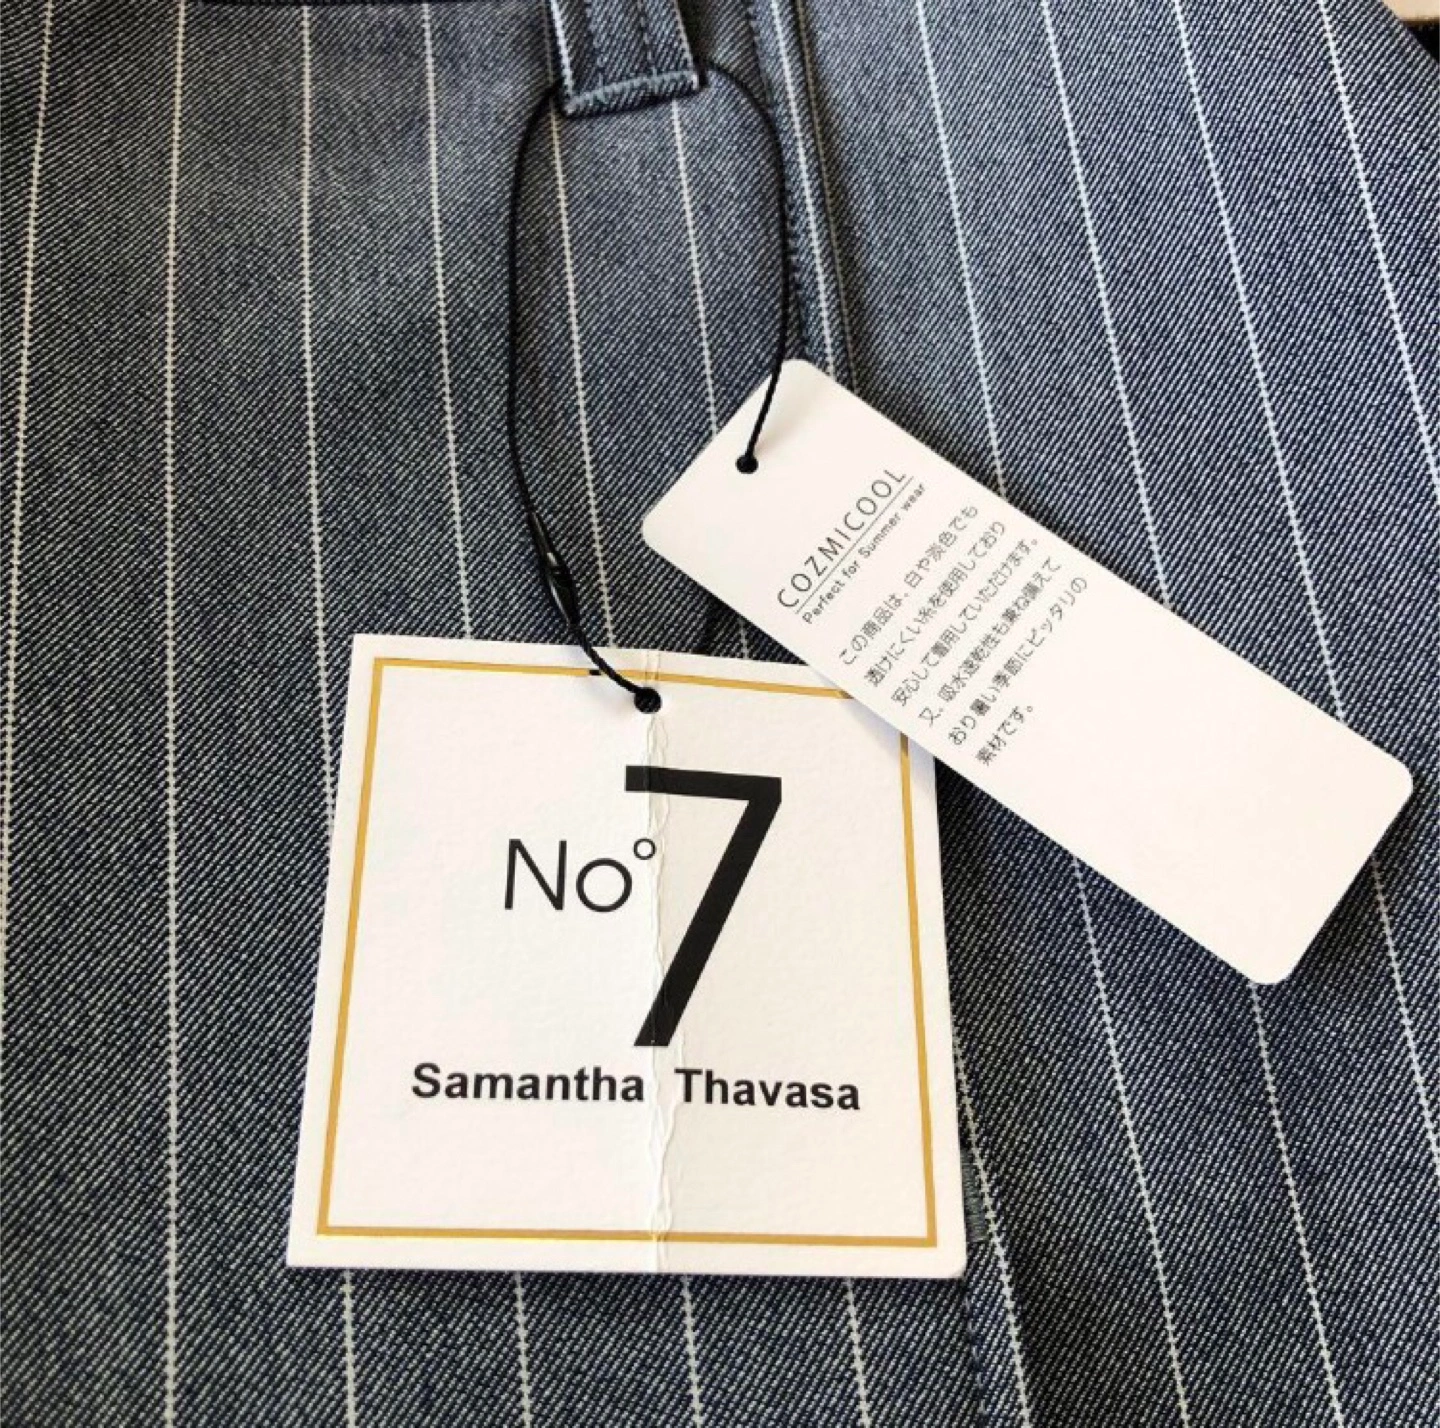 COZMICOOL
Perfect for Summer wear
この商品は、白や淡色でも
透けにくい糸を使用しており
安心して着用していただけます。
又、吸水速乾性も兼ね備えて
おり暑い季節にピッタリの
素材です。
No°7
Samantha Thavasa